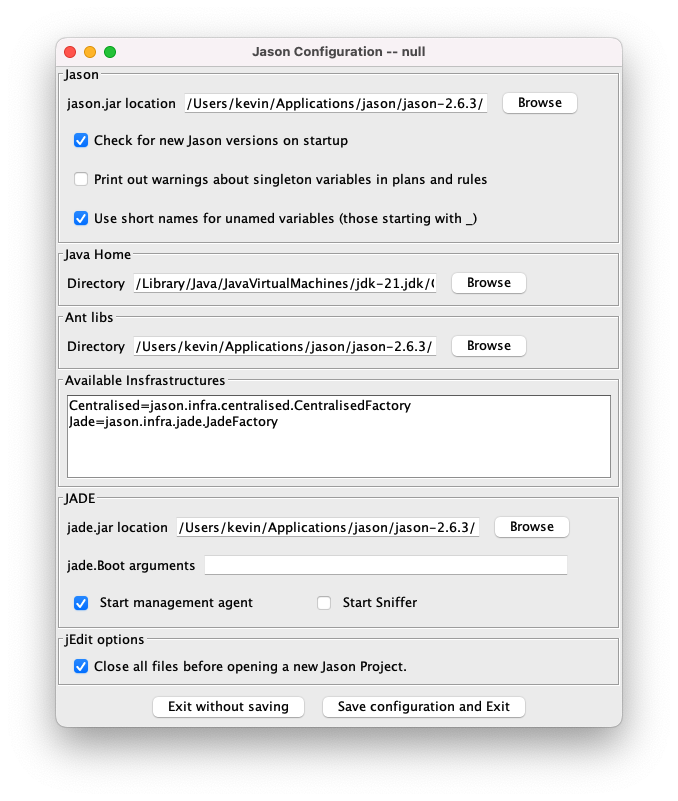 Jason Configuration -- null
Jason
jason.jar location /Users/kevin/Applications/jason/jason-2.6.3/ Browse
Check for new Jason versions on startup
Print out warnings about singleton variables in plans and rules
Use short names for unamed variables (those starting with _)
Java Home
Directory /Library/Java/JavaVirtualMachines/jdk-21.jdk/ Browse
Ant libs
Directory /Users/kevin/Applications/jason/jason-2.6.3/ Browse
Available Insfrastructures
Centralised=jason.infra.centralised.CentralisedFactory
Jade=jason.infra.jade.JadeFactory
JADE
jade.jar location /Users/kevin/Applications/jason/jason-2.6.3/ Browse
jade.Boot arguments
Start management agent Start Sniffer
jEdit options
Close all files before opening a new Jason Project.
Exit without saving Save configuration and Exit